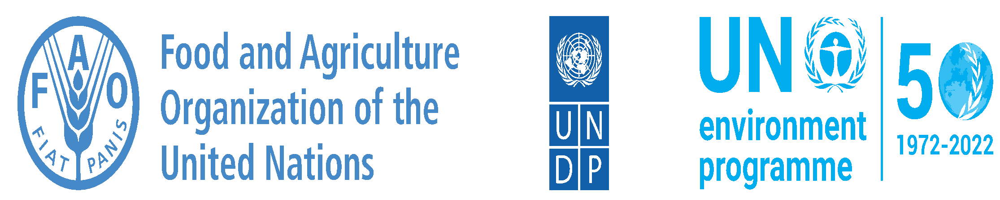 F A O
FIAT PANIS
Food and Agriculture
Organization of the
United Nations
U N
D P
UN
environment
programme
50
1972-2022